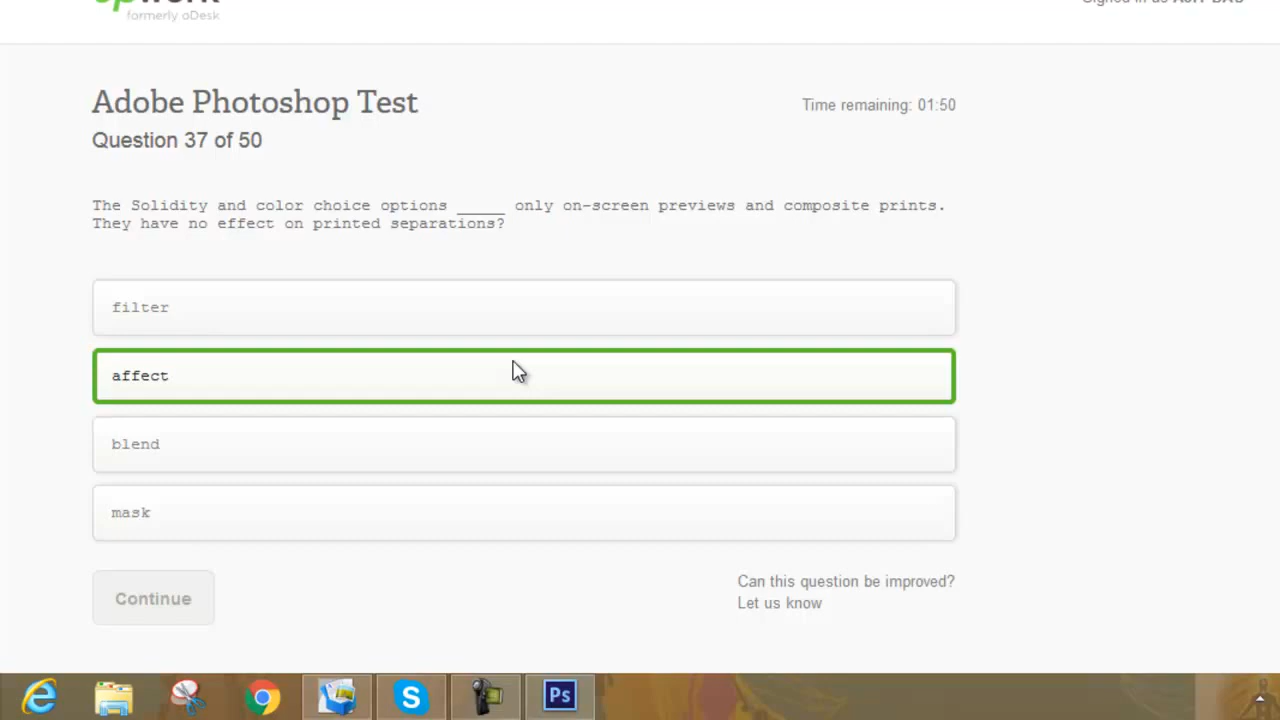 formerly oDesk
Adobe Photoshop Test
Time remaining: 01:50
Question 37 of 50
The Solidity and color choice options _____ only on-screen previews and composite prints.
They have no effect on printed separations?
filter
affect
blend
mask
Continue
Can this question be improved?
Let us know
Ps